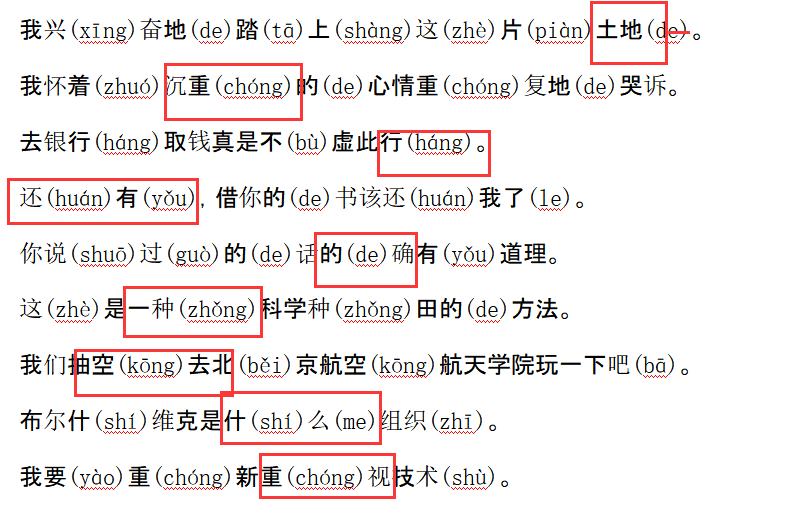 我兴(xīng)奋地(de)踏(tā)上(shàng)这(zhè)片(piàn)土地(de)。
我怀着(zhuó)沉重(chóng)的(de)心情重(chóng)复地(de)哭诉。
去银行(háng)取钱真是不(bù)虚此行(háng)。
还(huán)有(yǒu), 借你的(de)书该还(huán)我了(le)。
你说(shuō)过(guò)的(de)话的(de)确有(yǒu)道理。
这(zhè)是一种(zhǒng)科学种(zhǒng)田的(de)方法。
我们抽空(kōng)去北(běi)京航空(kōng)航天学院玩一下吧(bā)。
布尔什(shí)维克是什(shí)么(me)组织(zhī)。
我要(yào)重(chóng)新重(chóng)视技术(shù)。